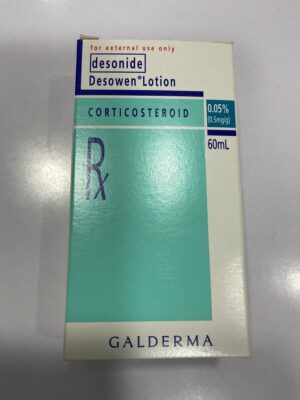 for external use only
desonide
Desowen®Lotion
CORTICOSTEROID
0.05%
(0.5mg/g)
60mL
Rx
GALDERMA